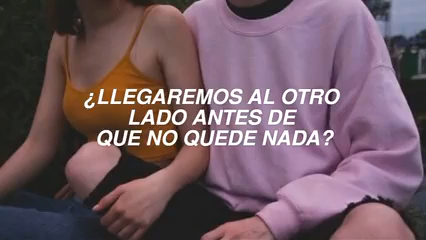 ¿LLEGAREMOS AL OTRO
LADO ANTES DE
QUE NO QUEDE NADA?